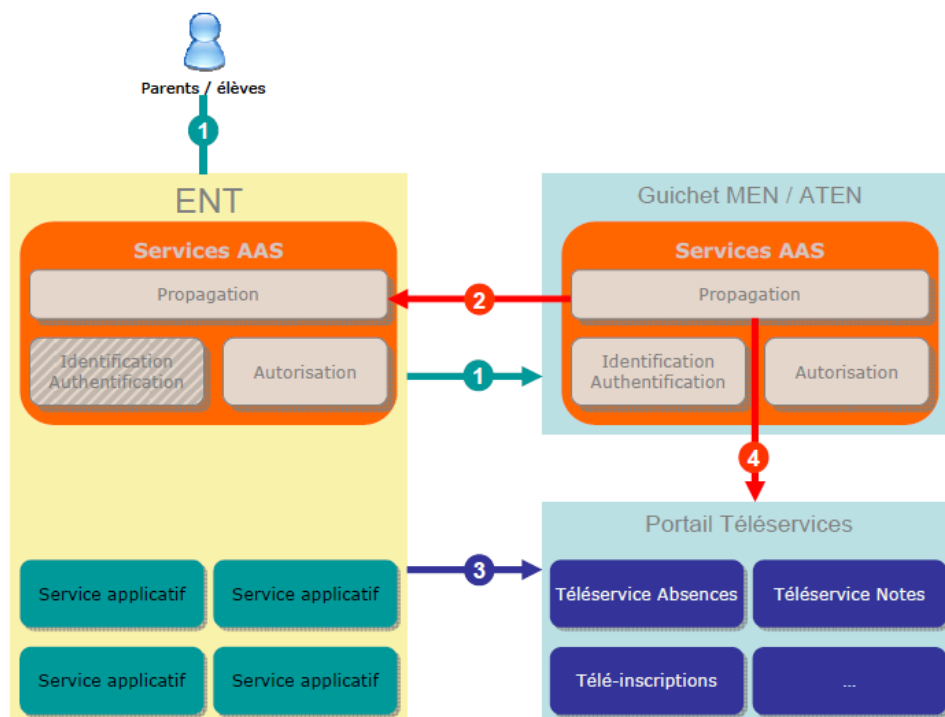 Parents / élèves
1
ENT
Services AAS
Propagation
Identification
Authentification
Autorisation
2
1
Guichet MEN / ATEN
Services AAS
Propagation
Identification
Authentification
Autorisation
4
3
Service applicatif
Service applicatif
Service applicatif
Service applicatif
Portail Téléservices
Téléservice Absences
Téléservice Notes
Télé-inscriptions
...